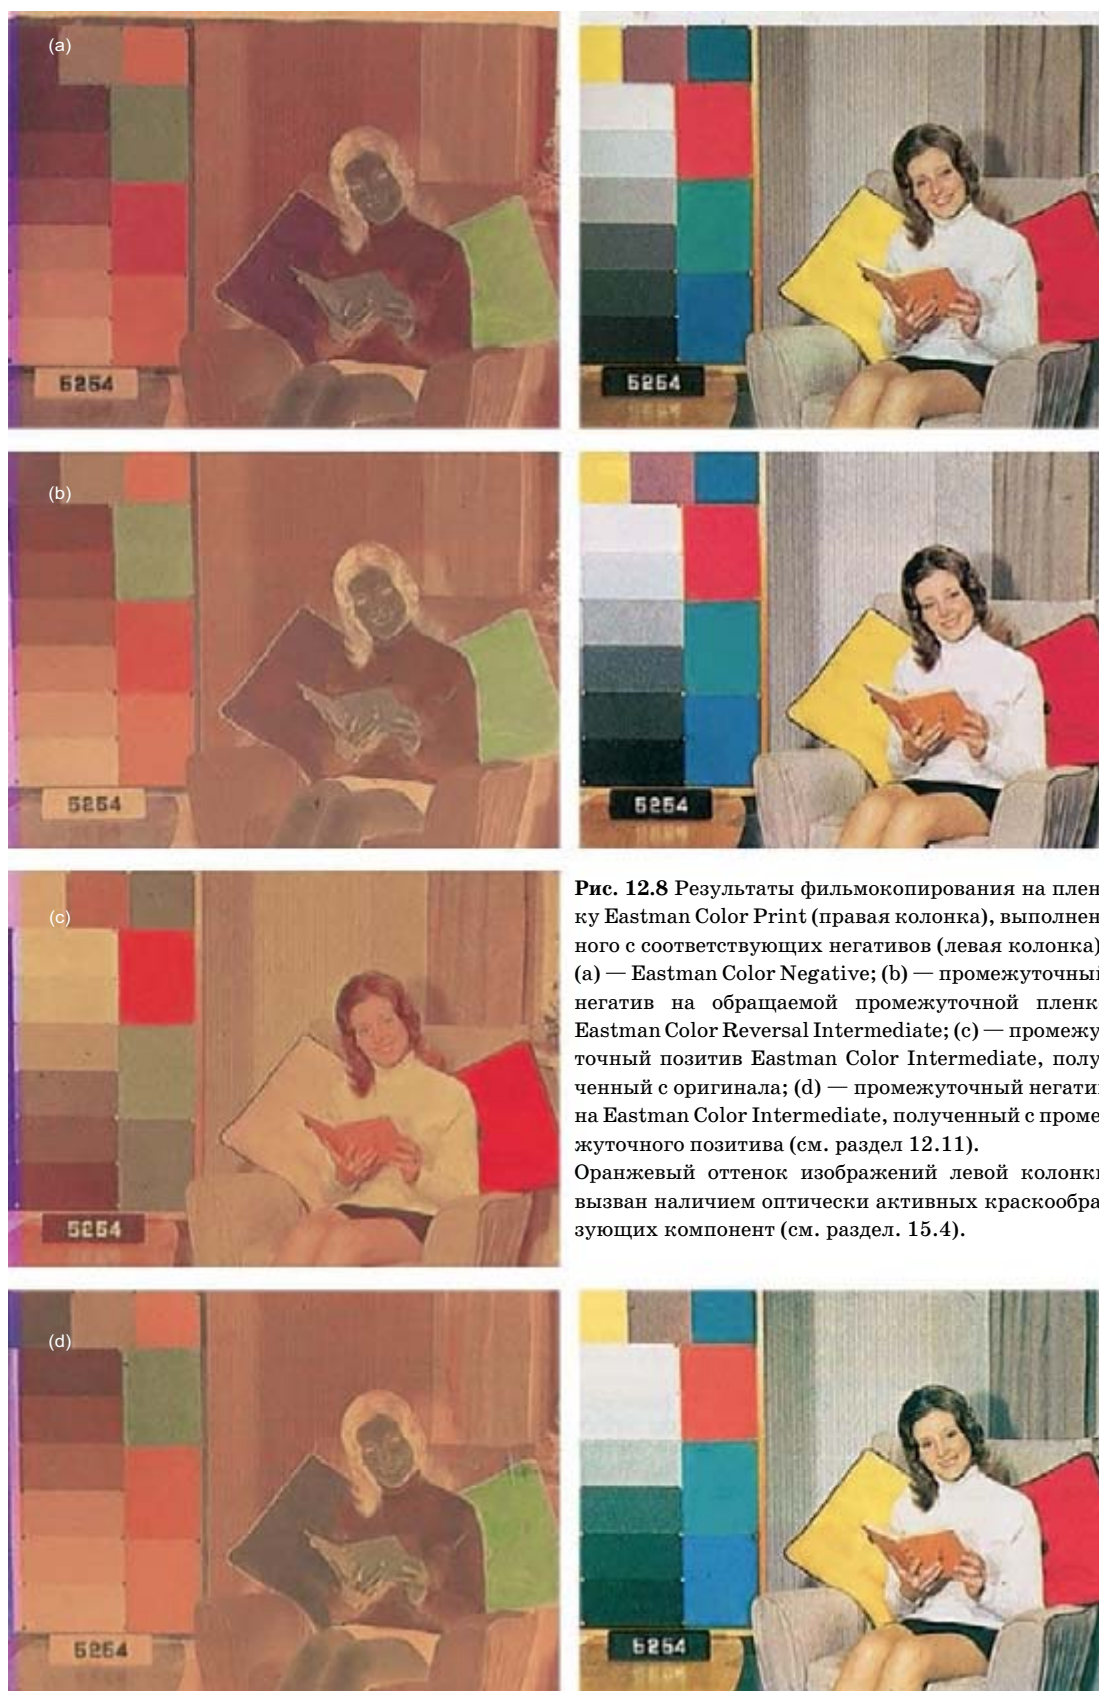 (a)
5254
5254
(b)
5254
5254
(c)
5254
Рис. 12.8 Результаты фильмокопирования на плен
ку Eastman Color Print (правая колонка), выполнен
ного с соответствующих негативов (левая колонка)
(a) — Eastman Color Negative; (b) — промежуточный
негатив на обращаемой промежуточной пленк
Eastman Color Reversal Intermediate; (c) — промежу
точный позитив Eastman Color Intermediate, полу
ченный с оригинала; (d) — промежуточный негати
на Eastman Color Intermediate, полученный с проме
жуточного позитива (см. раздел 12.11).
Оранжевый оттенок изображений левой колонки
вызван наличием оптически активных краскообра
зующих компонент (см. раздел. 15.4).
(d)
5254
5254